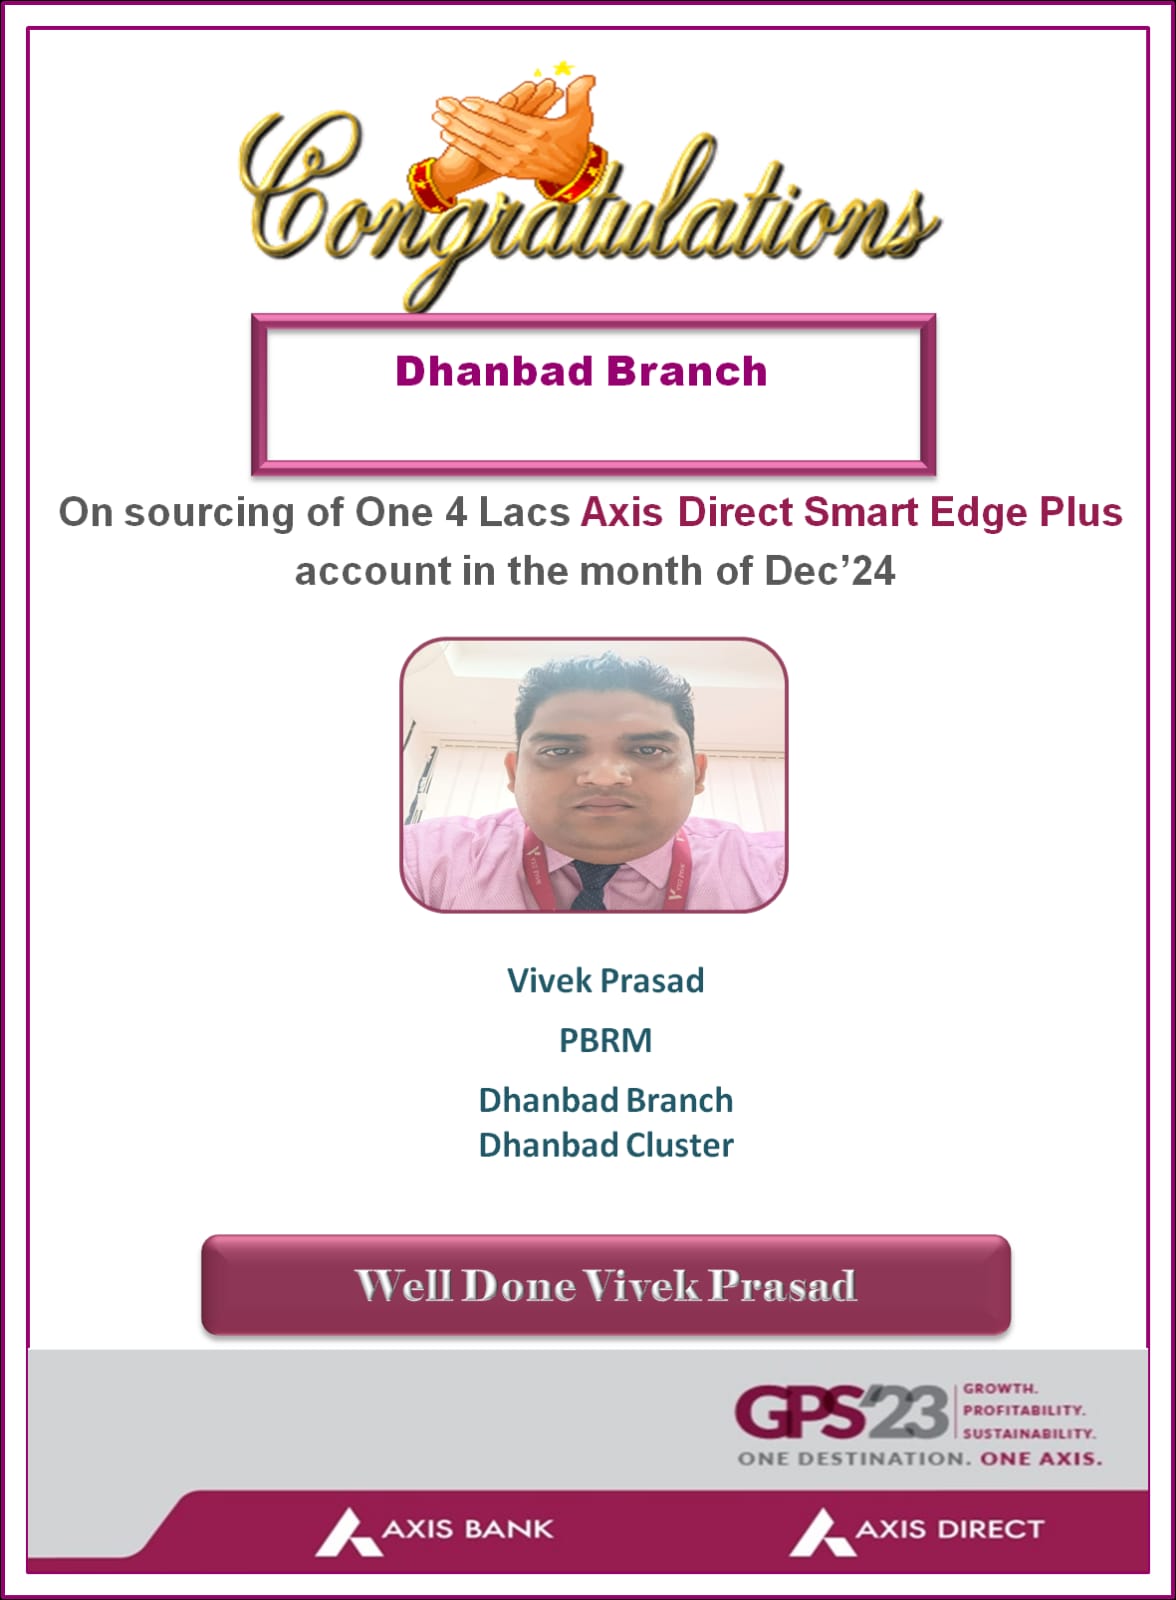 Congratulations
Dhanbad Branch
On sourcing of One 4 Lacs Axis Direct Smart Edge Plus
account in the month of Dec’24
Vivek Prasad
PBRM
Dhanbad Branch
Dhanbad Cluster
Well Done Vivek Prasad
GPS’23
GROWTH.
PROFITABILITY.
SUSTAINABILITY.
ONE DESTINATION. ONE AXIS.
AXIS BANK
AXIS DIRECT